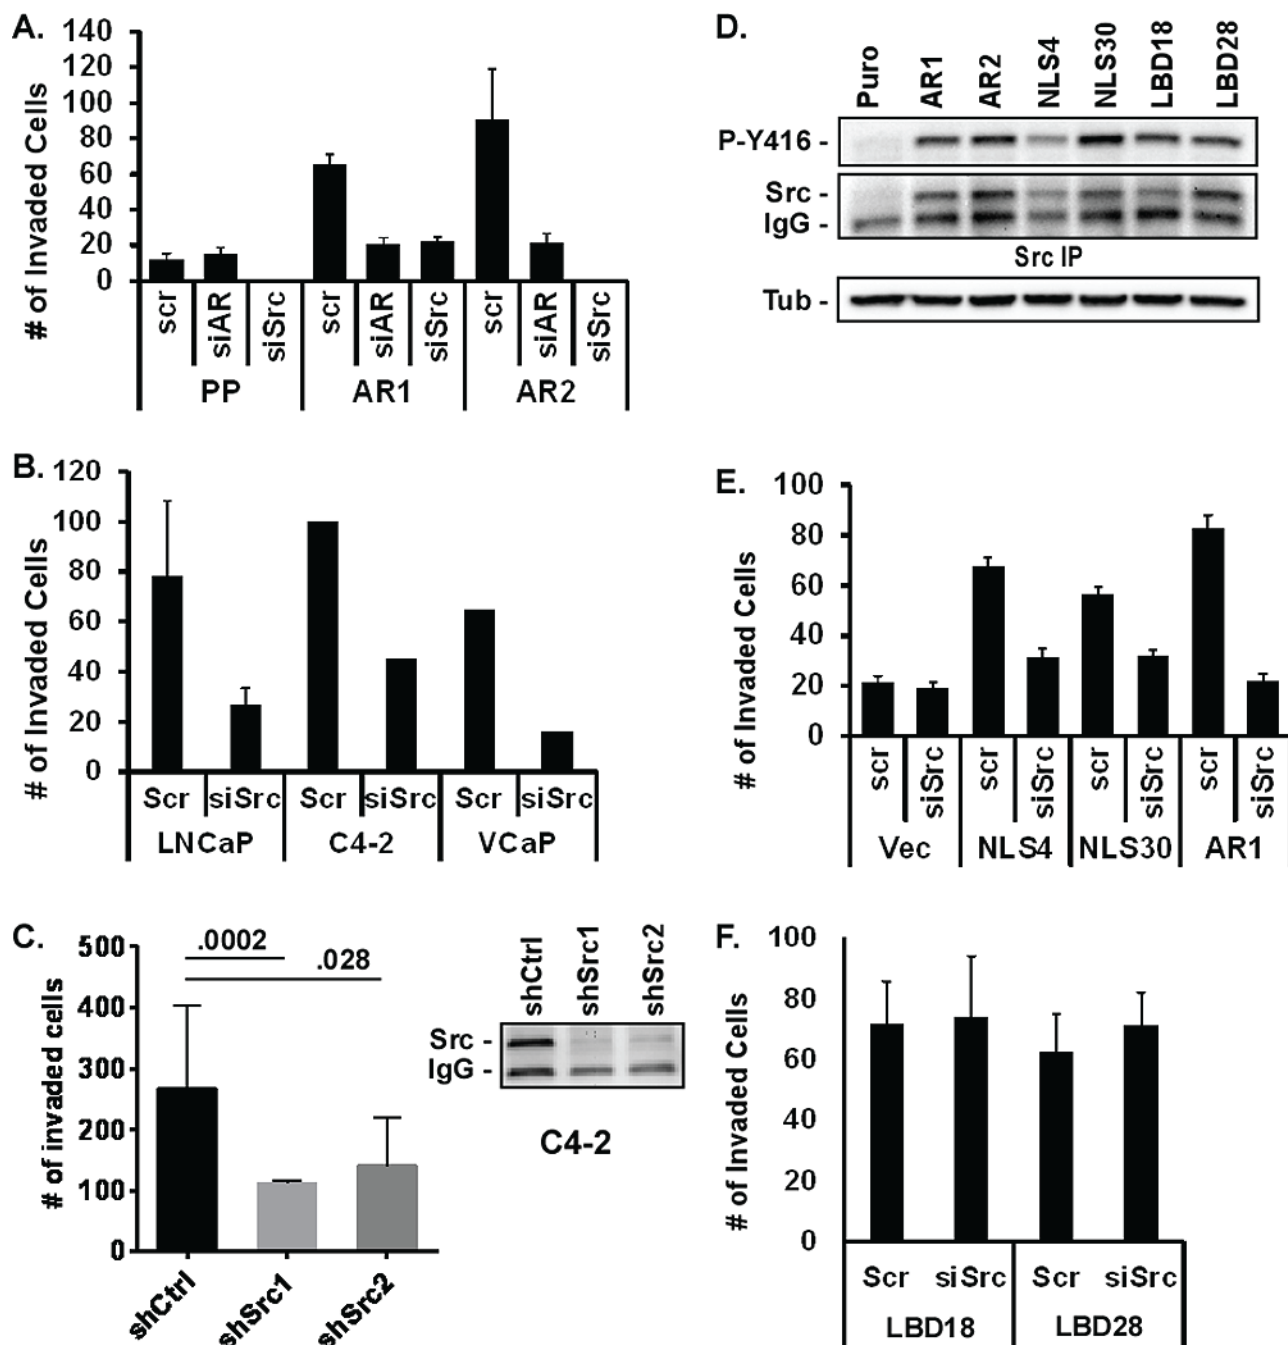 A.
# of Invaded Cells
140
120
100
80
60
40
20
0
scr siAR siSrc scr siAR siSrc scr siAR siSrc
PP AR1 AR2
B.
# of Invaded Cells
120
100
80
60
40
20
0
Scr siSrc Scr siSrc Scr siSrc
LNCaP C4-2 VCaP
C.
# of invaded cells
500
400
300
200
100
0
.0002
.028
shCtrl shSrc1 shSrc2
shCtrl shSrc1 shSrc2
Src -
IgG -
C4-2
D.
Puro AR1 AR2 NLS4 NLS30 LBD18 LBD28
P-Y416 -
Src -
IgG -
Src IP
Tub -
E.
# of Invaded Cells
100
80
60
40
20
0
scr siSrc scr siSrc scr siSrc scr siSrc
Vec NLS4 NLS30 AR1
F.
# of Invaded Cells
100
80
60
40
20
0
Scr siSrc Scr siSrc
LBD18 LBD28